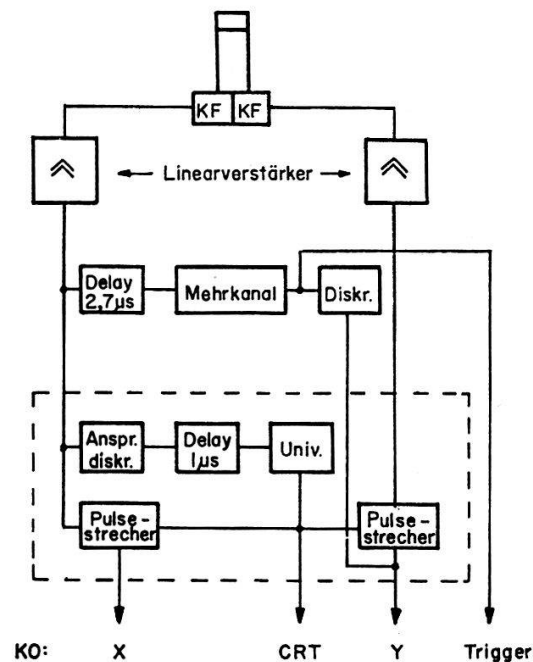 KF KF
Linearverstärker
Delay
2,7µs
Mehrkanal
Diskr.
Anspr.
diskr.
Delay
1µs
Univ.
Pulse-
strecher
Pulse-
strecher
KO: X CRT Y Trigger